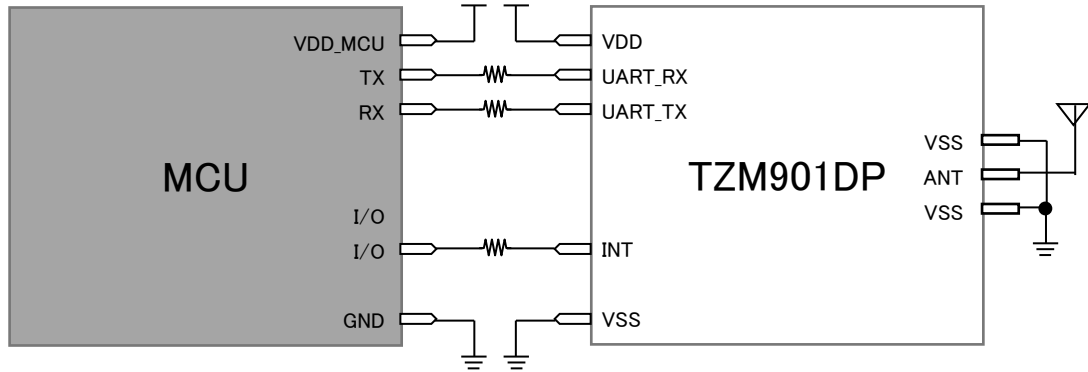 VDD_MCU
TX
RX
MCU
I/O
I/O
GND
VDD
UART_RX
UART_TX
TZM901DP
INT
VSS
VSS
ANT
VSS